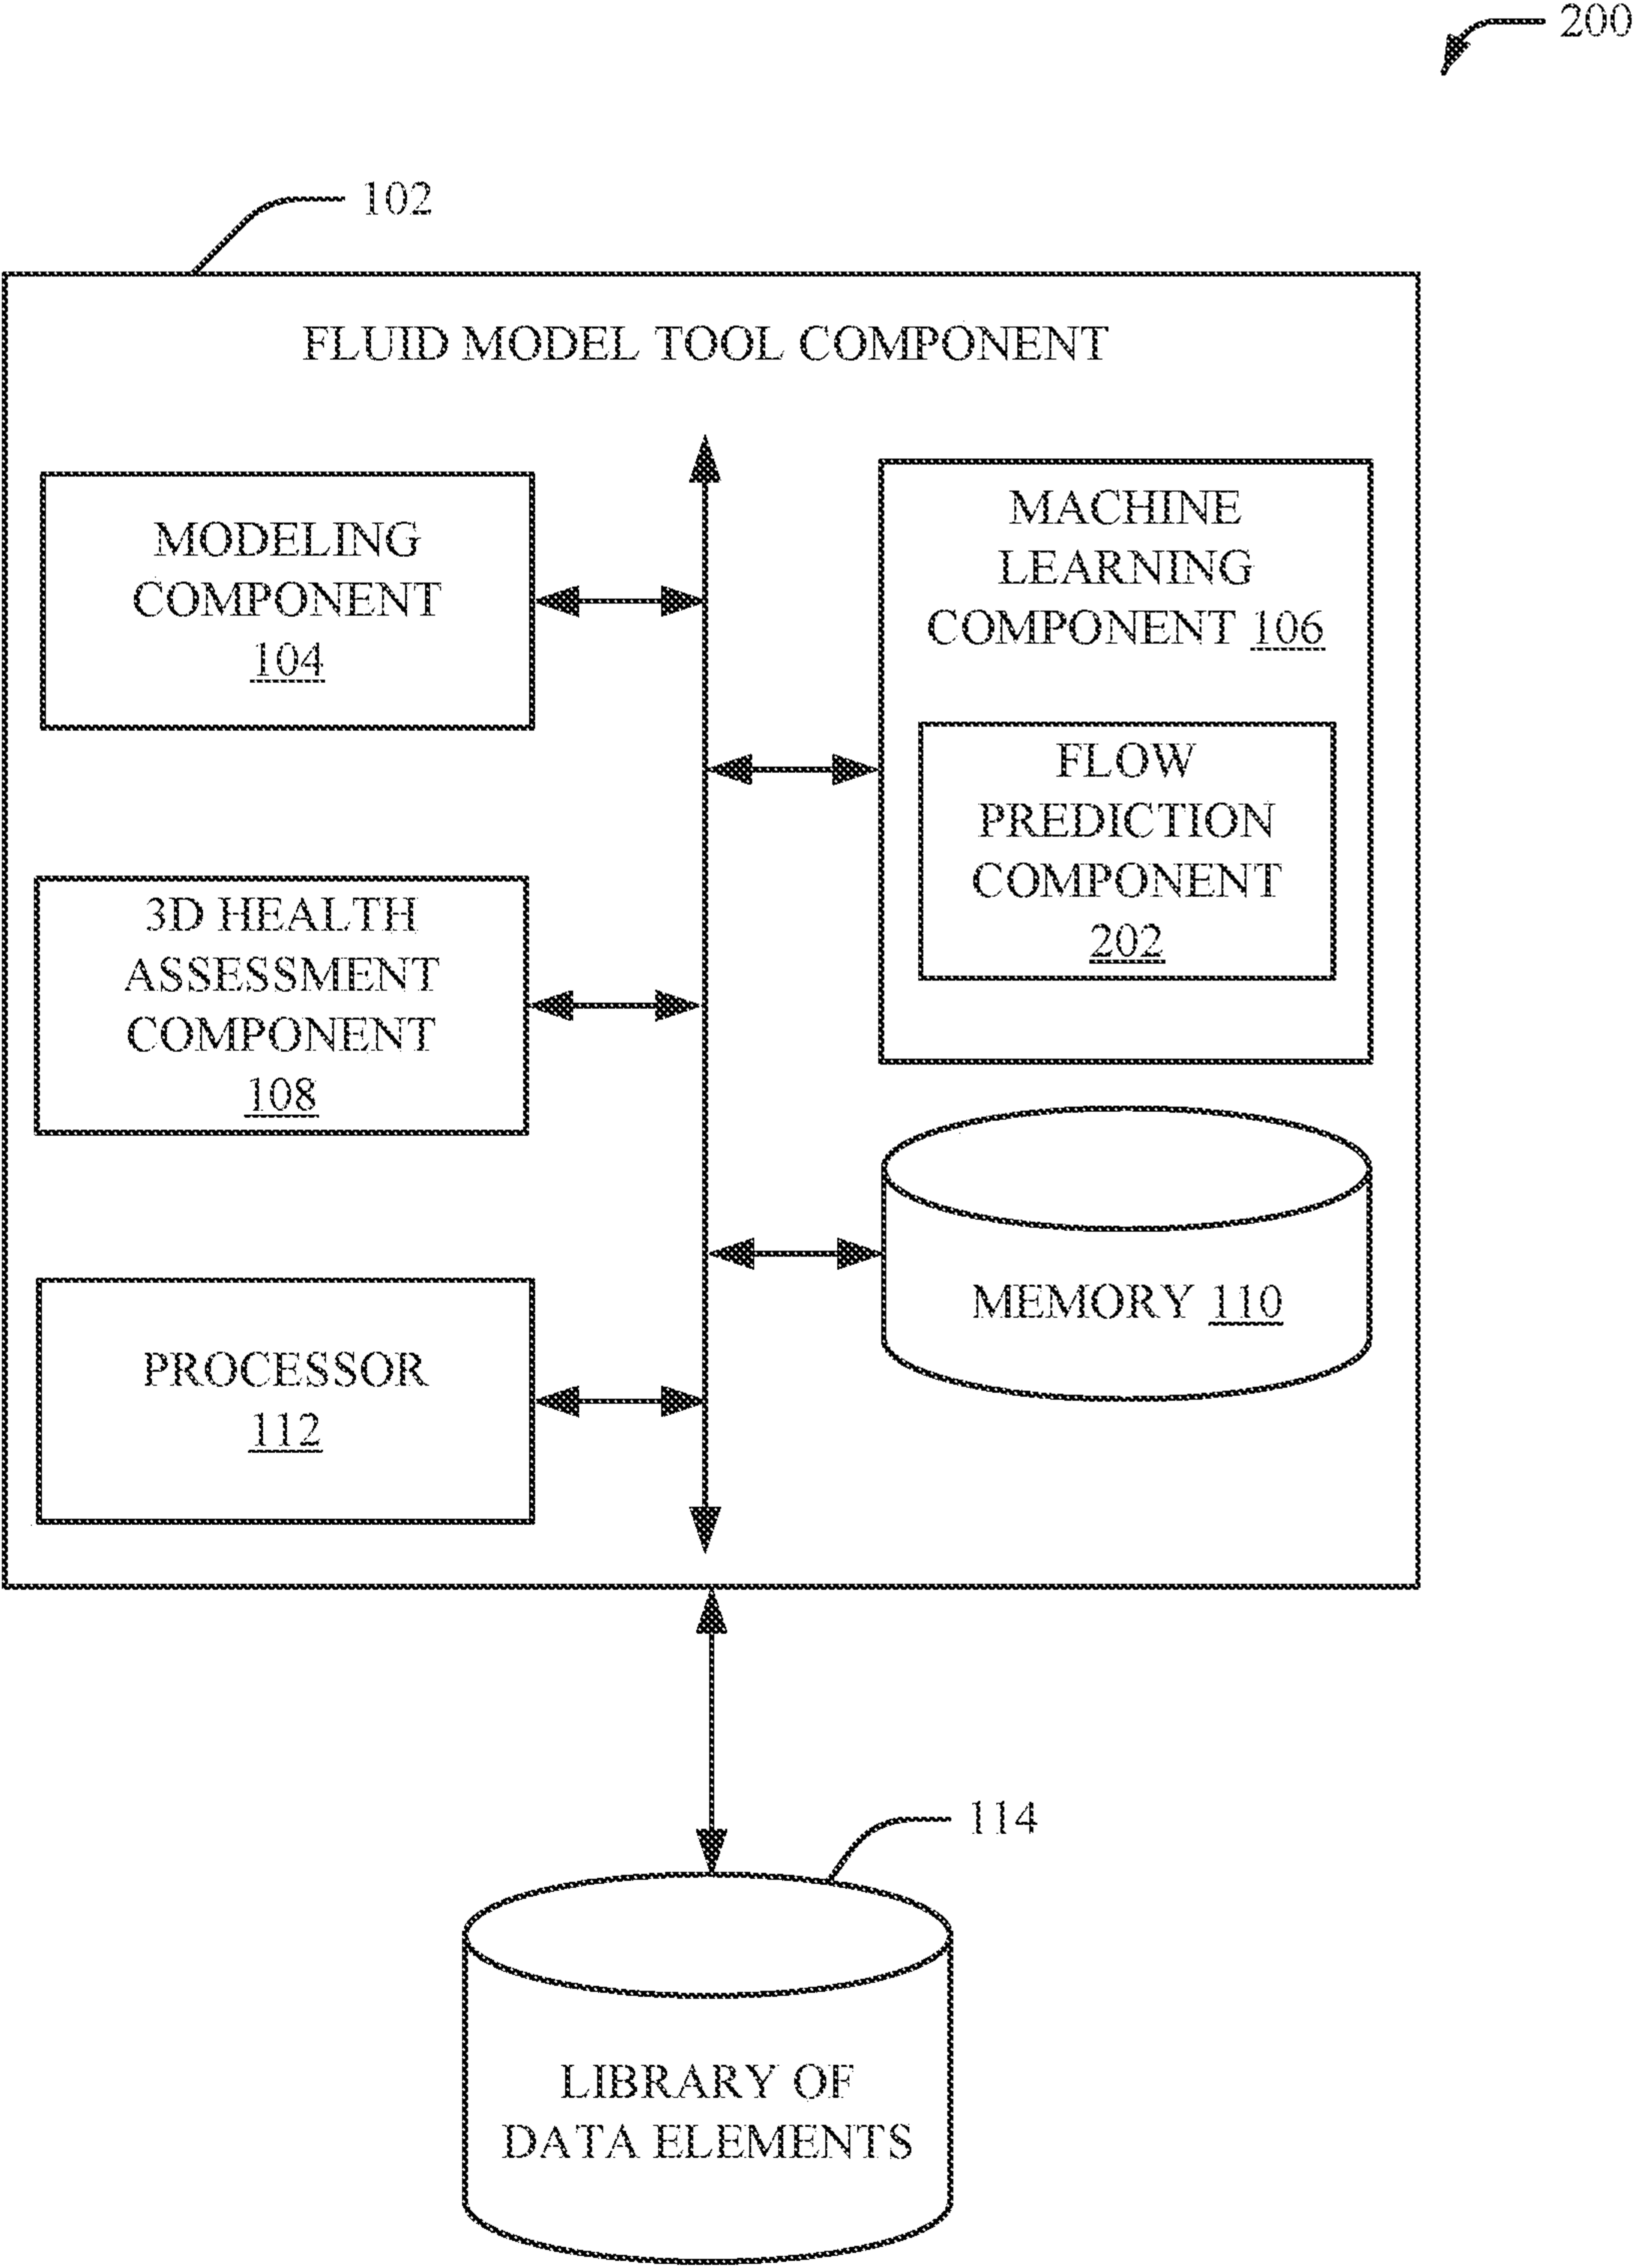 200
102
FLUID MODEL TOOL COMPONENT
MODELING
COMPONENT
104
MACHINE
LEARNING
COMPONENT 106
FLOW
PREDICTION
COMPONENT
202
3D HEALTH
ASSESSMENT
COMPONENT
108
MEMORY 110
PROCESSOR
112
114
LIBRARY OF
DATA ELEMENTS